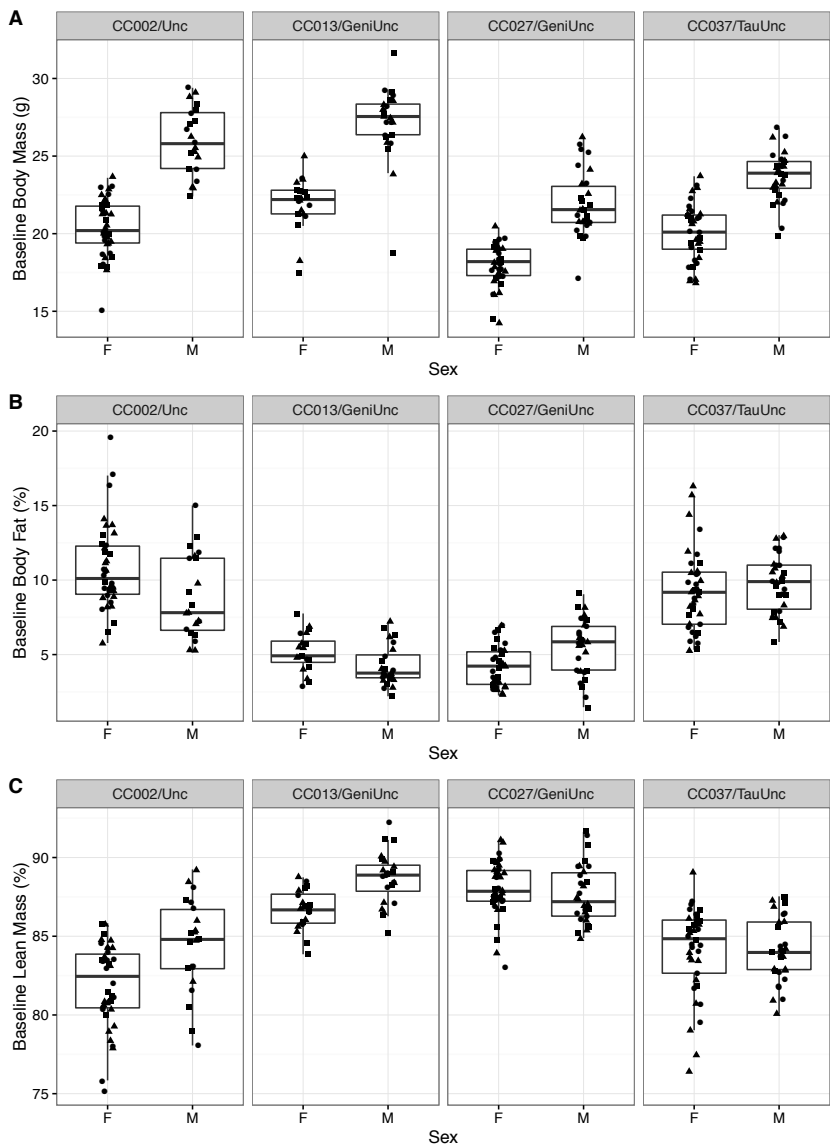 A
CC002/Unc CC013/GeniUnc CC027/GeniUnc CC037/TauUnc
Baseline Body Mass (g)
30
25
20
15
F M F M F M F M
Sex
B
CC002/Unc CC013/GeniUnc CC027/GeniUnc CC037/TauUnc
Baseline Body Fat (%)
20
15
10
5
F M F M F M F M
Sex
C
CC002/Unc CC013/GeniUnc CC027/GeniUnc CC037/TauUnc
Baseline Lean Mass (%)
90
85
80
75
F M F M F M F M
Sex